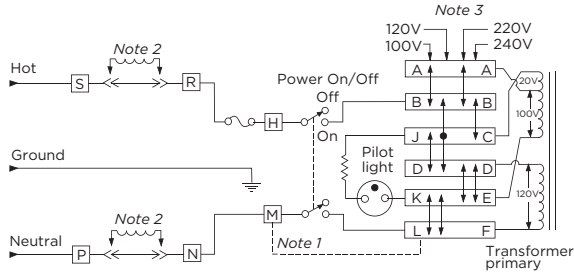 Note 3
120V 220V
100V 240V
Note 2
Hot
S R
Power On/Off
Off
H
On
A A
B B
J C
D D
K E
L F
20V
100V
120V
Pilot
light
Ground
Note 2
M
Note 1
Neutral
P N
Transformer
primary